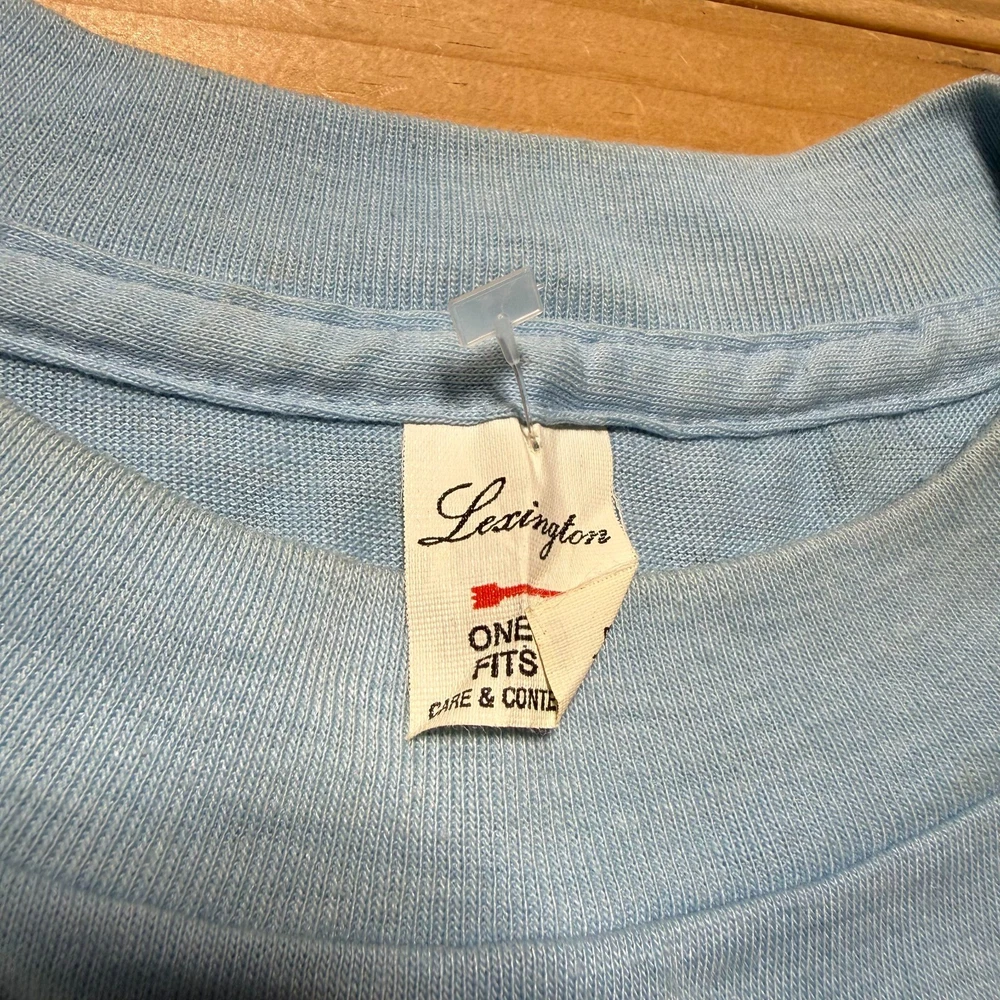 Lexington
ONE
FITS
CARE & CONTE